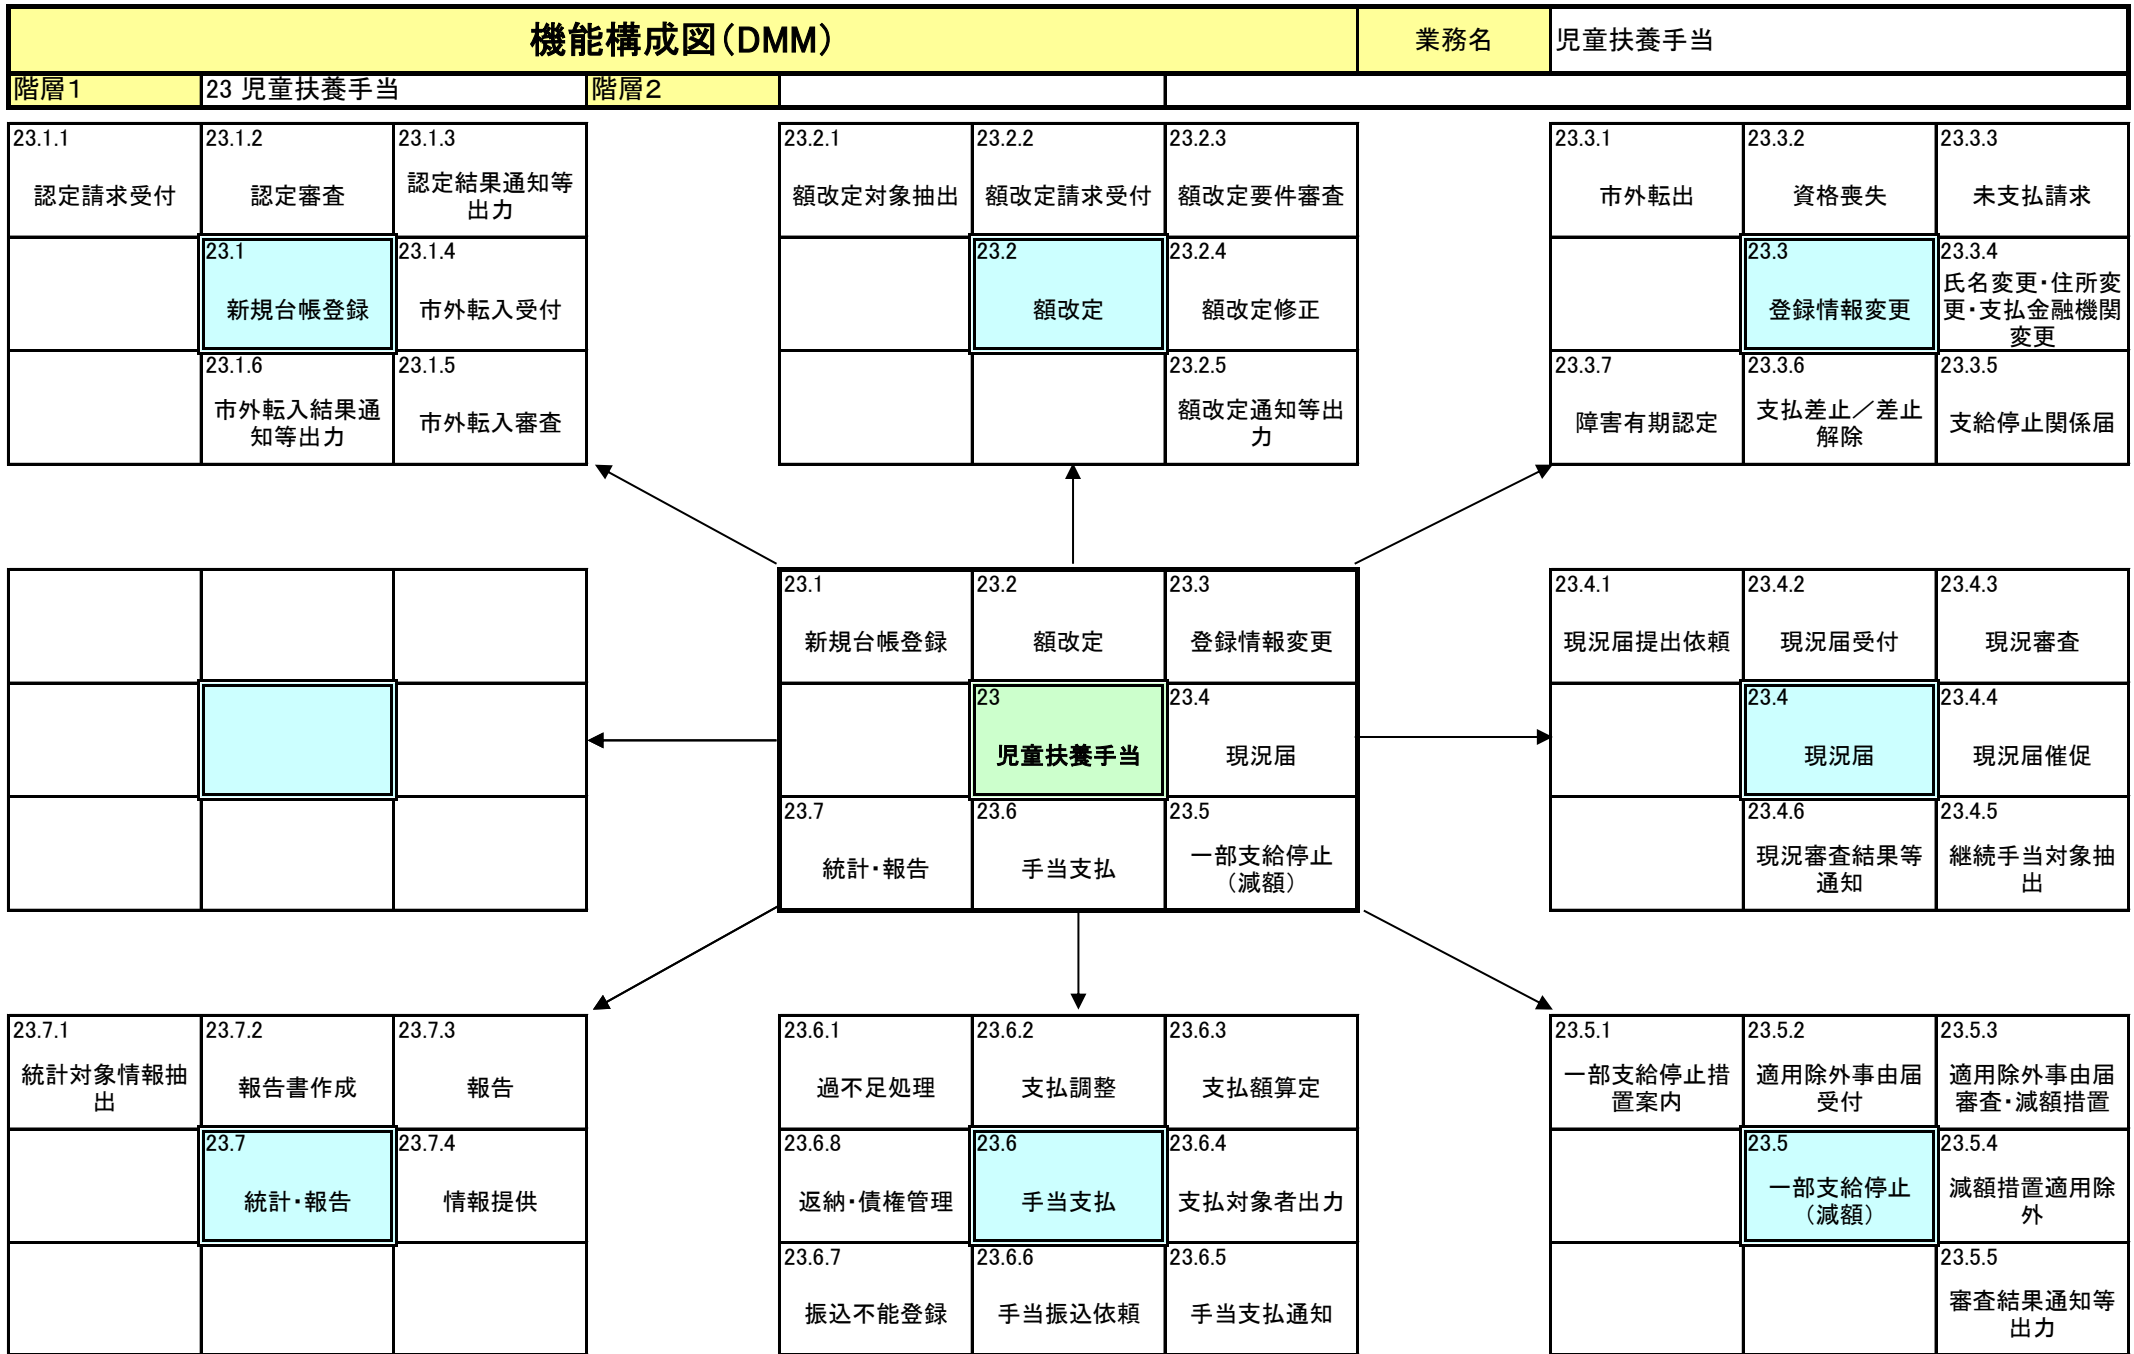 機能構成図(DMM)
業務名
児童扶養手当
階層1
23 児童扶養手当
階層2
23.1.1
認定請求受付
23.1.2
認定審査
23.1.3
認定結果通知等
出力
23.1
新規台帳登録
23.1.4
市外転入受付
23.1.6
市外転入結果通
知等出力
23.1.5
市外転入審査
23.2.1
額改定対象抽出
23.2.2
額改定請求受付
23.2.3
額改定要件審査
23.2
額改定
23.2.4
額改定修正
23.2.5
額改定通知等出
力
23.3.1
市外転出
23.3.2
資格喪失
23.3.3
未支払請求
23.3
登録情報変更
23.3.4
氏名変更・住所変
更・支払金融機関
変更
23.3.7
障害有期認定
23.3.6
支払差止/差止
解除
23.3.5
支給停止関係届
23.1
新規台帳登録
23.2
額改定
23.3
登録情報変更
23
児童扶養手当
23.4
現況届
23.7
統計・報告
23.6
手当支払
23.5
一部支給停止
(減額)
23.4.1
現況届提出依頼
23.4.2
現況届受付
23.4.3
現況審査
23.4
現況届
23.4.4
現況届催促
23.4.6
現況審査結果等
通知
23.4.5
継続手当対象抽
出
23.7.1
統計対象情報抽
出
23.7.2
報告書作成
23.7.3
報告
23.7
統計・報告
23.7.4
情報提供
23.6.1
過不足処理
23.6.2
支払調整
23.6.3
支払額算定
23.6.8
返納・債権管理
23.6
手当支払
23.6.4
支払対象者出力
23.6.7
振込不能登録
23.6.6
手当振込依頼
23.6.5
手当支払通知
23.5.1
一部支給停止措
置案内
23.5.2
適用除外事由届
受付
23.5.3
適用除外事由届
審査・減額措置
23.5
一部支給停止
(減額)
23.5.4
減額措置適用除
外
23.5.5
審査結果通知等
出力